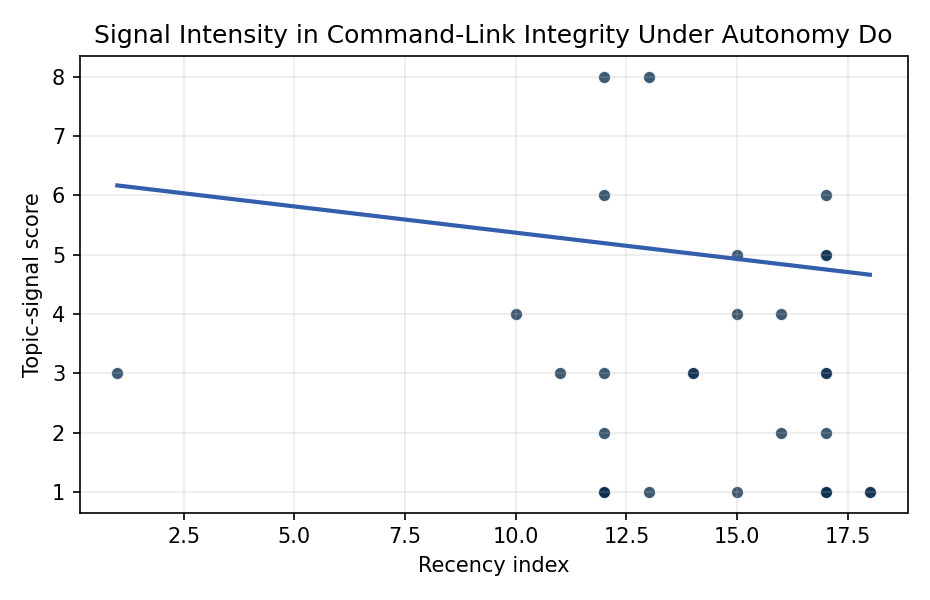 Signal Intensity in Command-Link Integrity Under Autonomy Do
Topic-signal score
8
7
6
5
4
3
2
1
2.5 5.0 7.5 10.0 12.5 15.0 17.5
Recency index